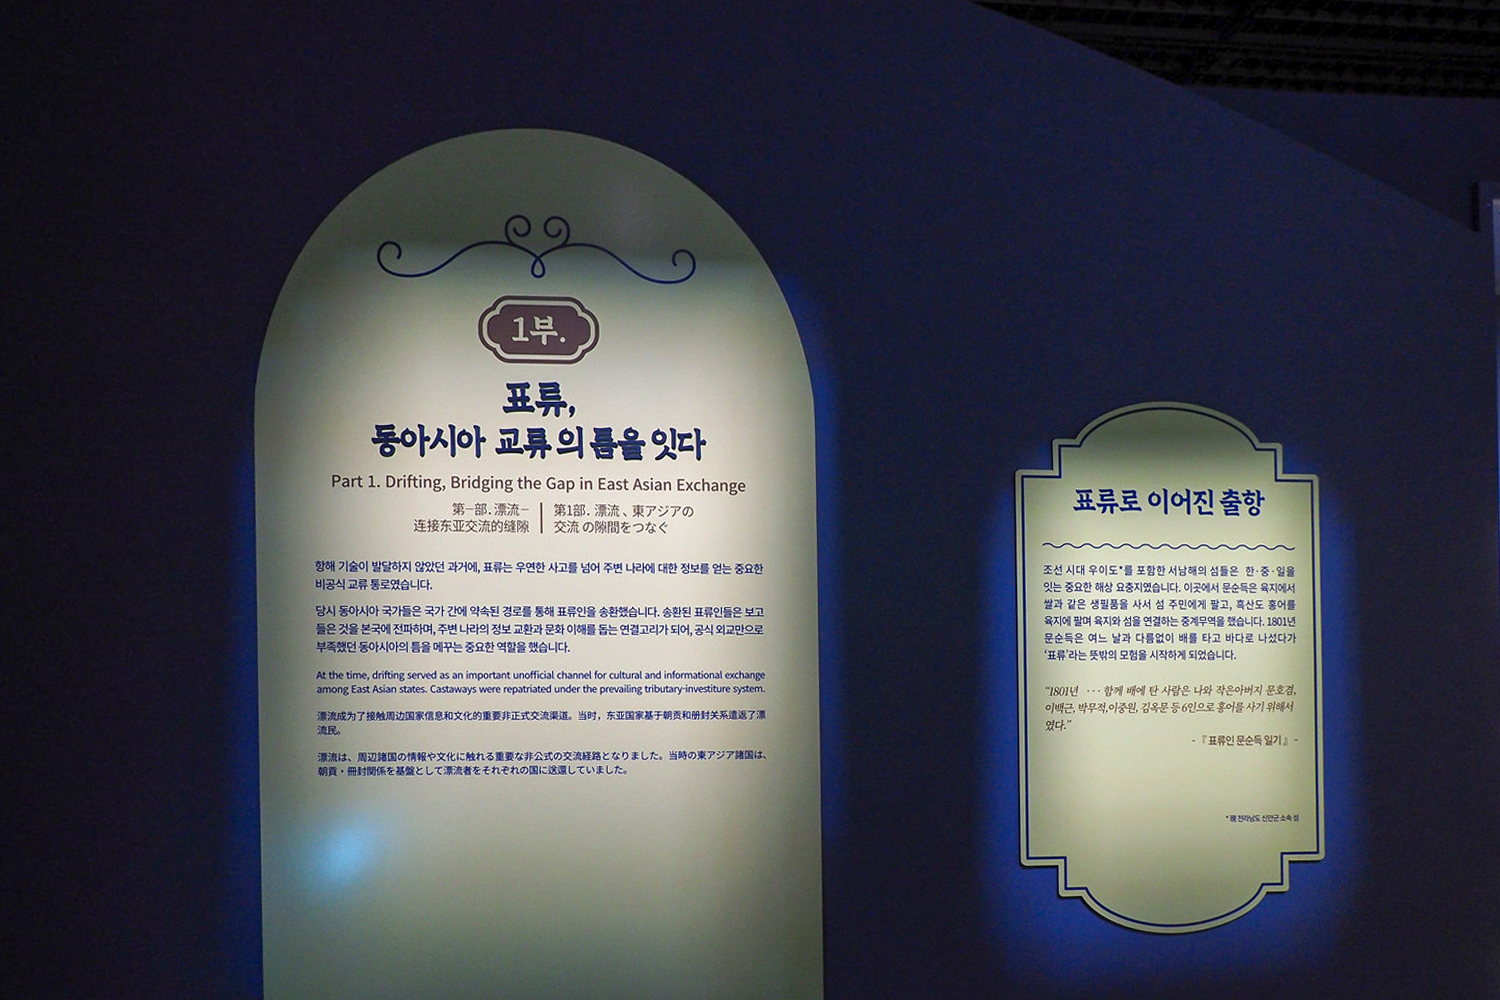 1부.
표류,
동아시아 교류의 틈을 잇다
Part 1. Drifting, Bridging the Gap in East Asian Exchange
第一部. 漂流—
连接东亚交流的缝隙
第1部. 漂流、東アジアの
交流の隙間をつなぐ
항해 기술이 발달하지 않았던 과거에, 표류는 우연한 사고를 넘어 주변 나라에 대한 정보를 얻는 중요한
비공식 교류 통로였습니다.
당시 동아시아 국가들은 국가 간에 약속된 경로를 통해 표류인을 송환했습니다. 송환된 표류인들은 보고
들은 것을 본국에 전파하며, 주변 나라의 정보 교환과 문화 이해를 돕는 연결고리가 되어, 공식 외교만으로
부족했던 동아시아의 틈을 메꾸는 중요한 역할을 했습니다.
At the time, drifting served as an important unofficial channel for cultural and informational exchange
among East Asian states. Castaways were repatriated under the prevailing tributary-investiture system.
漂流成为了接触周边国家信息和文化的重要非正式交流渠道。当时，东亚国家基于朝贡和册封关系遣返了漂
流民。
漂流は、周辺諸国の情報や文化に触れる重要な非公式の交流経路となりました。当時の東アジア諸国は、
朝貢・冊封関係を基盤として漂流者をそれぞれの国に送還していました。
표류로 이어진 출항
조선 시대 우이도*를 포함한 서남해의 섬들은 한·중·일을
잇는 중요한 해상 요충지였습니다. 이곳에서 문순득은 육지에서
쌀과 같은 생필품을 사서 섬 주민에게 팔고, 흑산도 홍어를
육지에 팔며 육지와 섬을 연결하는 중계무역을 했습니다. 1801년
문순득은 여느 날과 다름없이 배를 타고 바다로 나섰다가
‘표류’라는 뜻밖의 모험을 시작하게 되었습니다.
“1801년 ··· 함께 배에 탄 사람은 나와 작은아버지 문호겸,
이백근, 박무적, 이중원, 김옥문 등 6인으로 홍어를 사기 위해서
였다.”
- 『표류인 문순득 일기』 -
* 現 전라남도 신안군 소속 섬